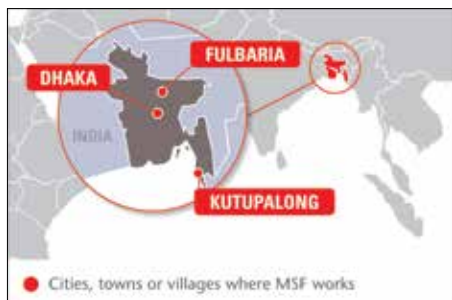 FULBARIA
DHAKA
INDIA
KUTUPALONG
Cities, towns or villages where MSF works